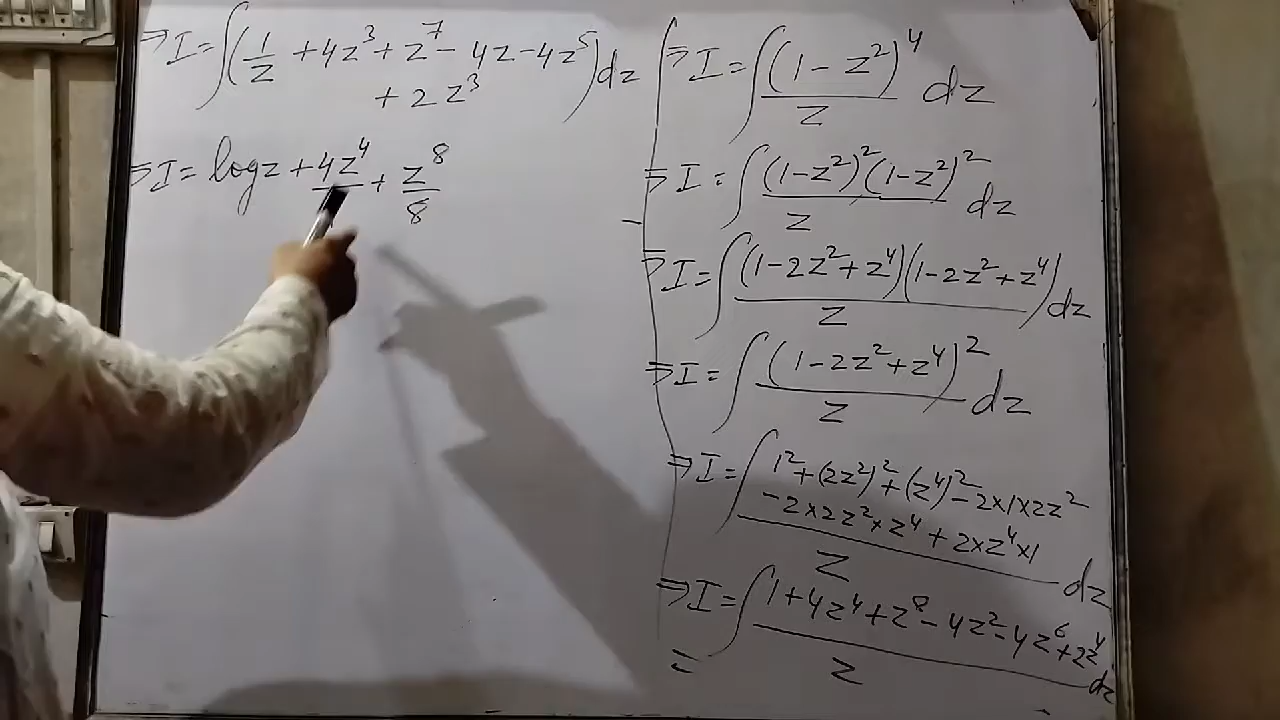 ⇒ I = ∫(1/z + 4z³ + z⁷ - 4z - 4z⁵
+ 2z³)dz
⇒ I = log z + 4z⁴/ + z⁸/8
⇒ I = ∫(1-z²)⁴/z dz
⇒ I = ∫(1-z²)²(1-z²)²/z dz
⇒ I = ∫(1-2z²+z⁴)(1-2z²+z⁴)/z dz
⇒ I = ∫(1-2z²+z⁴)²/z dz
⇒ I = ∫ 1²+(2z²)²+(z⁴)²-2×1×2z²
-2×2z²×z⁴+2×z⁴×1
z dz
⇒ I = ∫ 1+4z⁴+z⁸-4z²-4z⁶+2z⁴
z dz
=